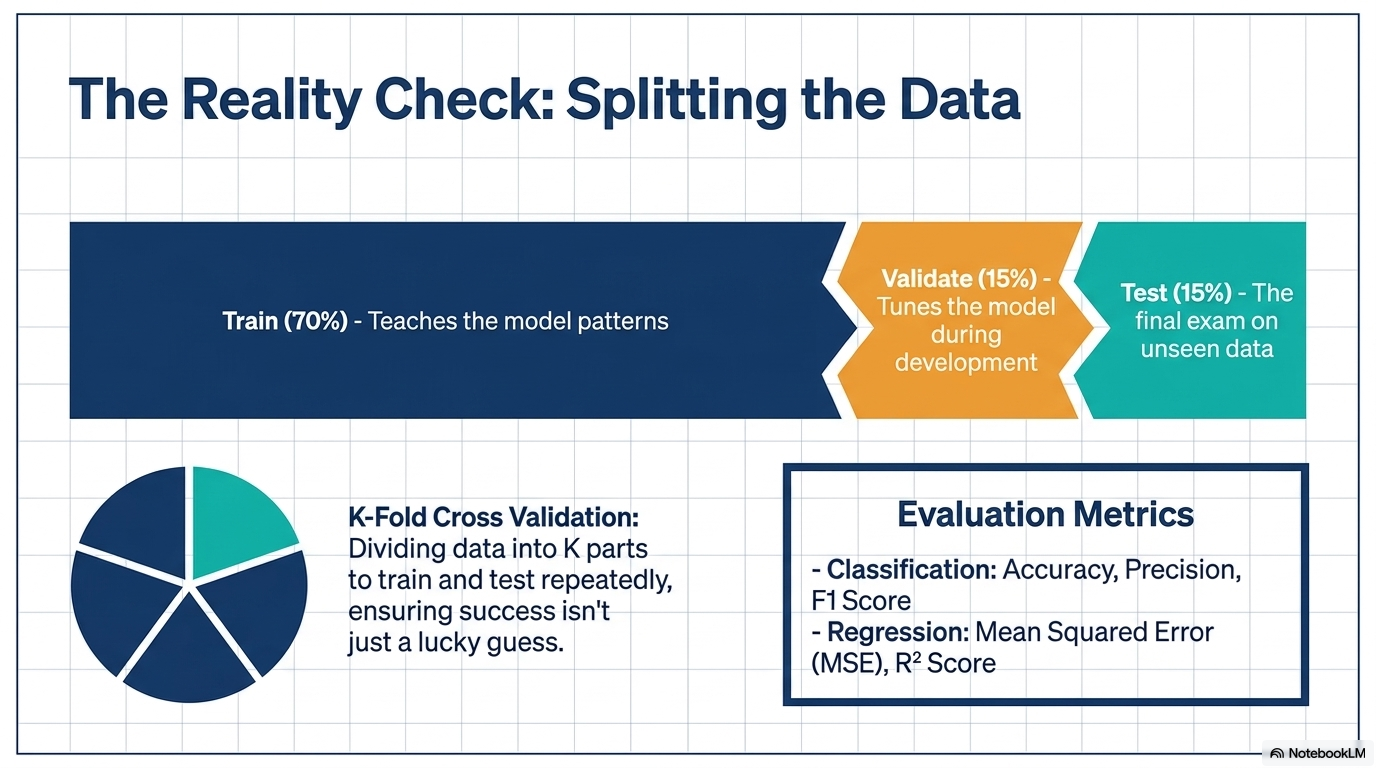 The Reality Check: Splitting the Data
Train (70%) - Teaches the model patterns
Validate (15%) -
Tunes the model
during
development
Test (15%) - The
final exam on
unseen data
K-Fold Cross Validation:
Dividing data into K parts
to train and test repeatedly,
ensuring success isn't
just a lucky guess.
Evaluation Metrics
- Classification: Accuracy, Precision,
F1 Score
- Regression: Mean Squared Error
(MSE), R² Score
NotebookLM